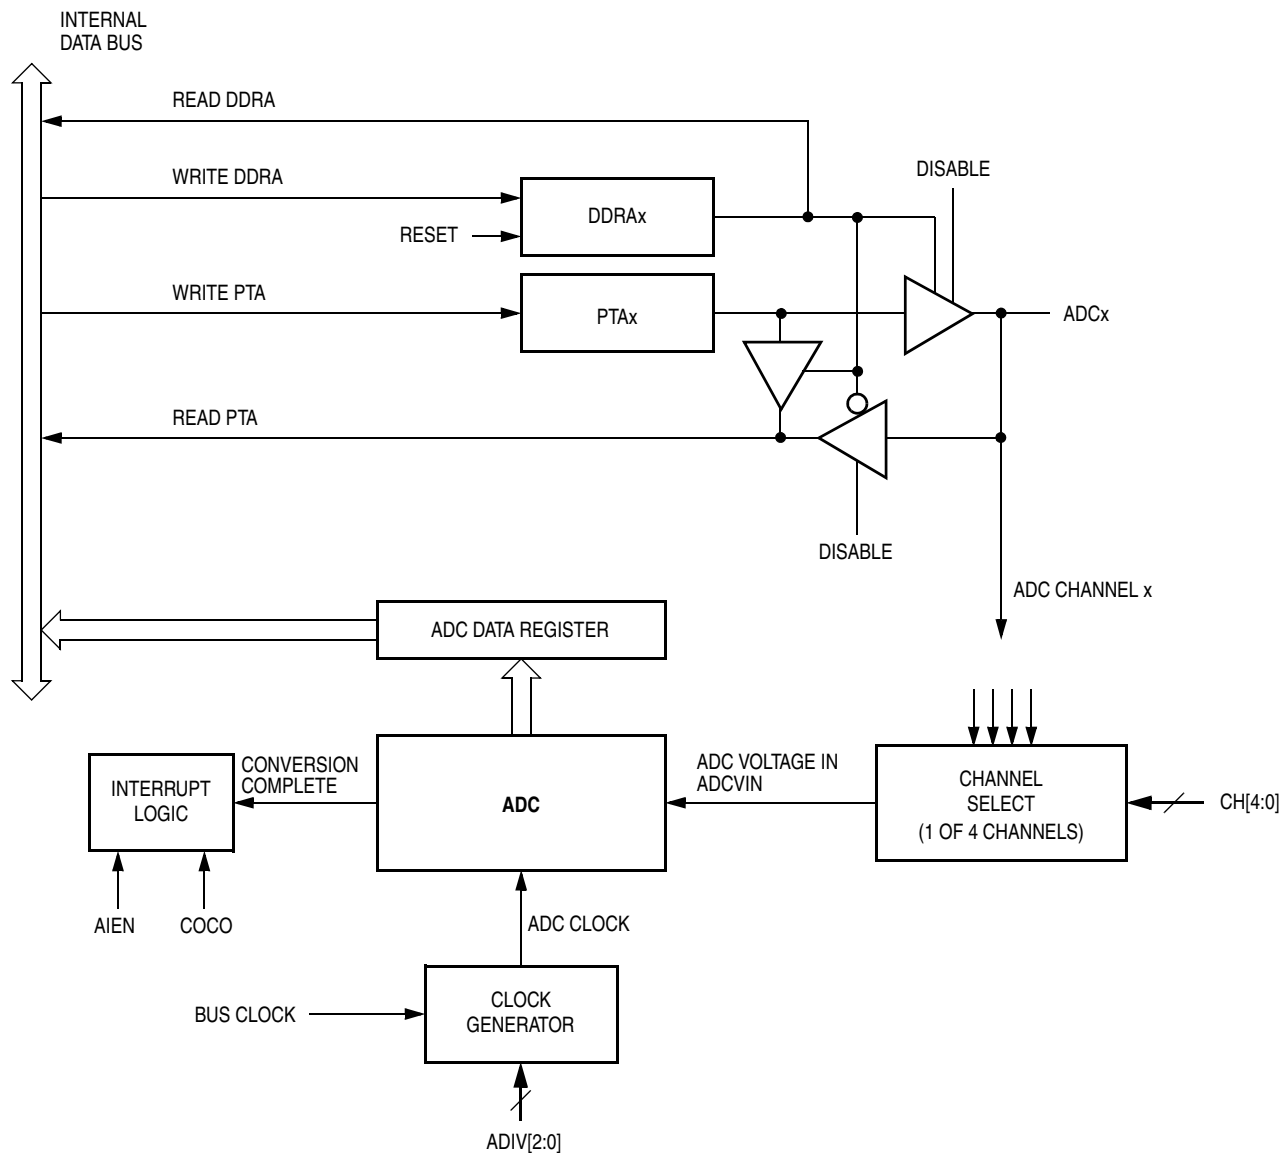 INTERNAL
DATA BUS
READ DDRA
WRITE DDRA
DISABLE
DDRAx
RESET
WRITE PTA
PTAx
ADCx
READ PTA
DISABLE
ADC CHANNEL x
ADC DATA REGISTER
INTERRUPT
LOGIC
CONVERSION
COMPLETE
ADC
ADC VOLTAGE IN
ADCVIN
CHANNEL
SELECT
(1 OF 4 CHANNELS)
CH[4:0]
AIEN
COCO
ADC CLOCK
BUS CLOCK
CLOCK
GENERATOR
ADIV[2:0]